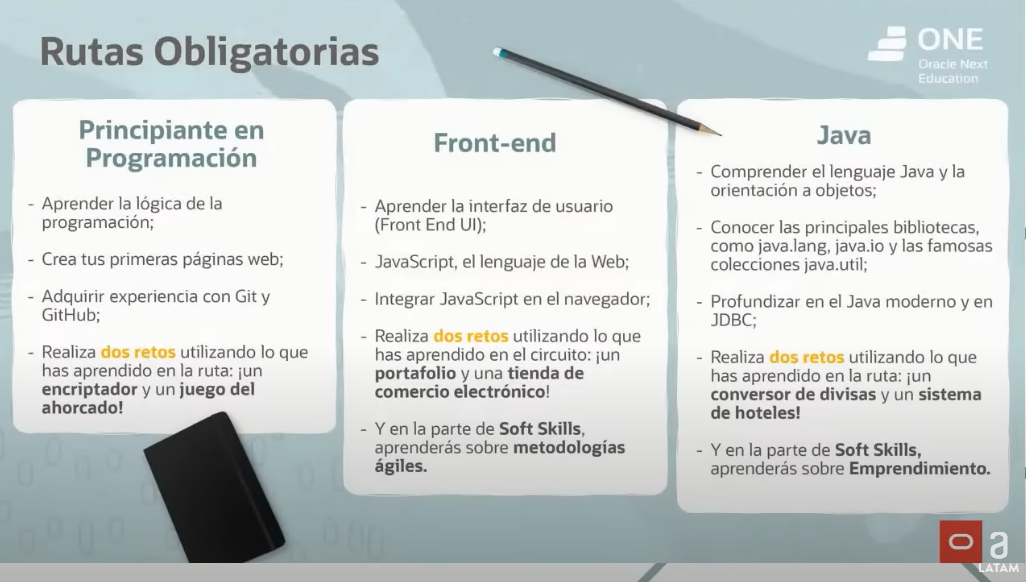 Rutas Obligatorias
ONE
Oracle Next
Education
Principiante en
Programación
- Aprender la lógica de la
programación;
- Crea tus primeras páginas web;
- Adquirir experiencia con Git y
GitHub;
- Realiza dos retos utilizando lo que
has aprendido en la ruta: ¡un
encriptador y un juego del
ahorcado!
Front-end
- Aprender la interfaz de usuario
(Front End UI);
- JavaScript, el lenguaje de la Web;
- Integrar JavaScript en el navegador;
- Realiza dos retos utilizando lo que
has aprendido en el circuito: ¡un
portafolio y una tienda de
comercio electrónico!
- Y en la parte de Soft Skills,
aprenderás sobre metodologías
ágiles.
Java
- Comprender el lenguaje Java y la
orientación a objetos;
- Conocer las principales bibliotecas,
como java.lang, java.io y las famosas
colecciones java.util;
- Profundizar en el Java moderno y en
JDBC;
- Realiza dos retos utilizando lo que
has aprendido en la ruta: ¡un
conversor de divisas y un sistema
de hoteles!
- Y en la parte de Soft Skills,
aprenderás sobre Emprendimiento.
a
LATAM